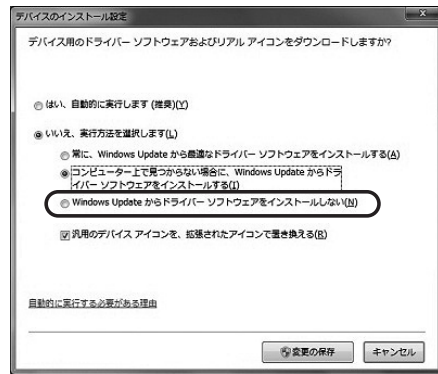 デバイスのインストール設定
デバイス用のドライバー ソフトウェアおよびリアル アイコンをダウンロードしますか?
はい、自動的に実行します (推奨)(Y)
いいえ、実行方法を選択します(L)
常に、Windows Update から最適なドライバー ソフトウェアをインストールする(A)
コンピューター上で見つからない場合に、Windows Update からドラ
イバー ソフトウェアをインストールする(I)
Windows Update からドライバー ソフトウェアをインストールしない(N)
汎用のデバイス アイコンを、拡張されたアイコンで置き換える(R)
自動的に実行する必要がある理由
変更の保存 キャンセル